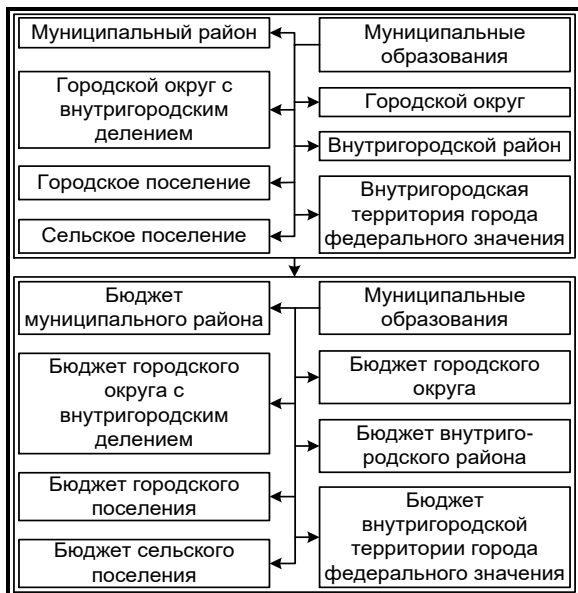 Муниципальный район
Муниципальные
образования
Городской округ с
внутригородским
делением
Городской округ
Внутригородской район
Городское поселение
Внутригородская
территория города
федерального значения
Сельское поселение
Бюджет
муниципального района
Муниципальные
образования
Бюджет городского
округа с
внутригородским
делением
Бюджет городского
округа
Бюджет внутриго-
родского района
Бюджет городского
поселения
Бюджет
внутригородской
территории города
федерального значения
Бюджет сельского
поселения